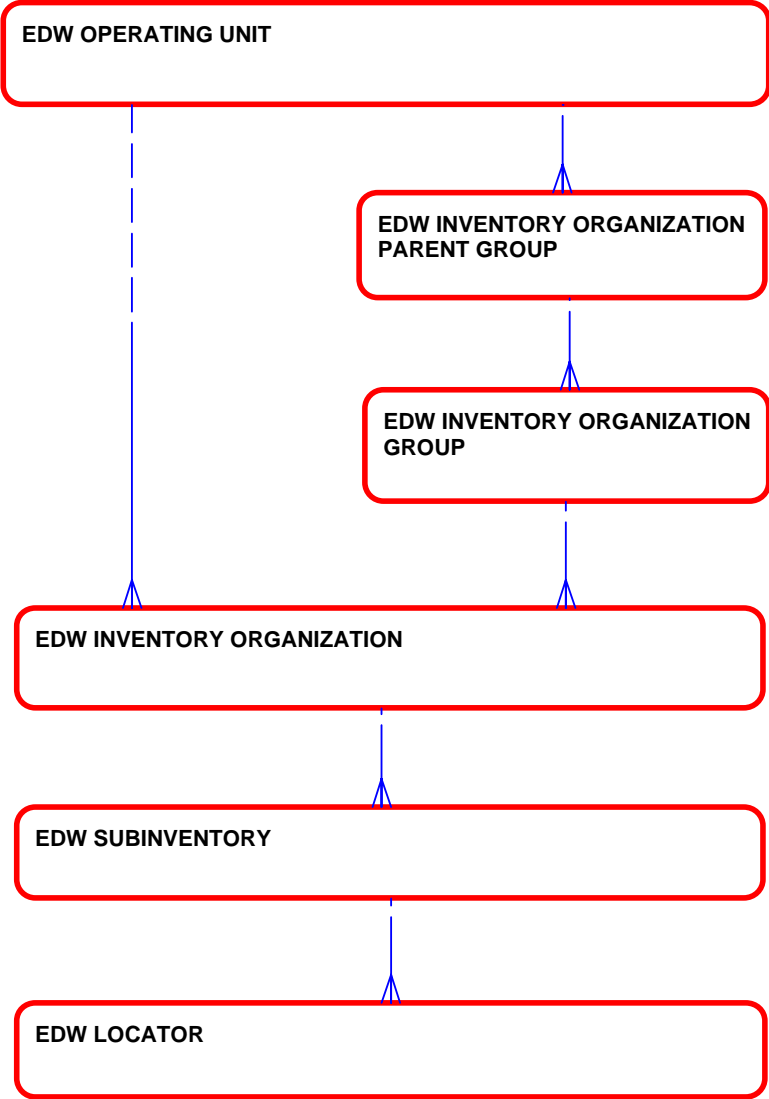 EDW OPERATING UNIT
EDW INVENTORY ORGANIZATION
PARENT GROUP
EDW INVENTORY ORGANIZATION
GROUP
EDW INVENTORY ORGANIZATION
EDW SUBINVENTORY
EDW LOCATOR